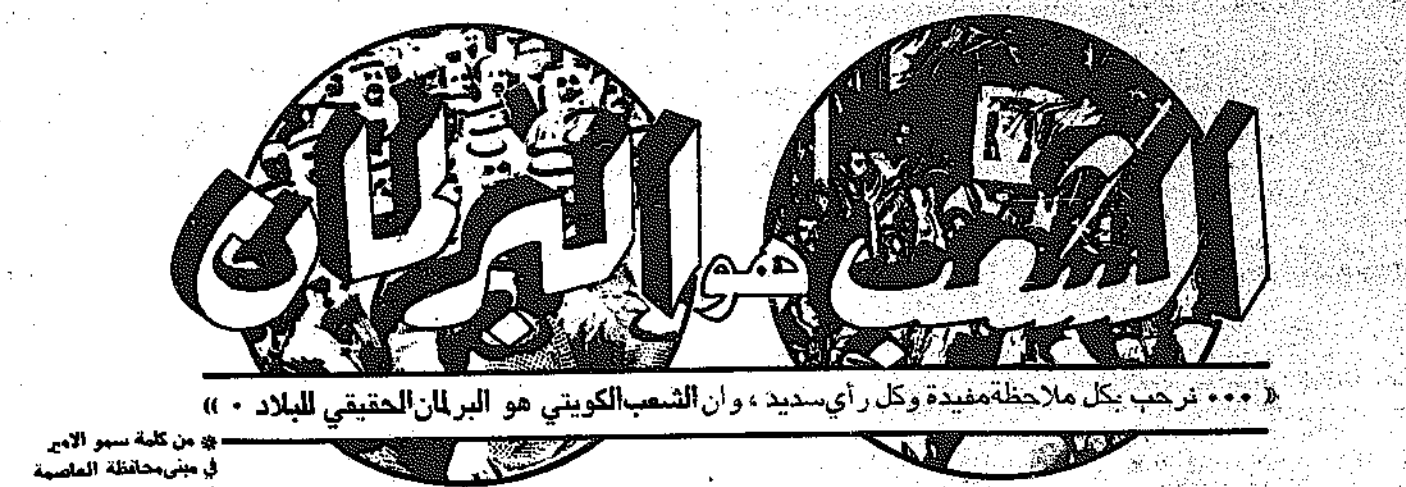 الشعب هو البرلمان
« ... نرحب بكل ملاحظة مفيدة وكل رأي سديد ، وان الشعب الكويتي هو البرلمان الحقيقي للبلاد . »
* من كلمة سمو الامير
في مبنى محافظة العاصمة